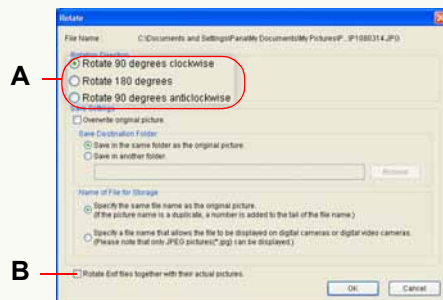 Rotate
File Name : C:\Documents and Settings\Pana\My Documents\My Pictures\P...\P1080314.JPG
Rotation Direction
A
Rotate 90 degrees clockwise
Rotate 180 degrees
Rotate 90 degrees anticlockwise
Save Settings
Overwrite original picture.
Save Destination Folder
Save in the same folder as the original picture.
Save in another folder.
Browse
Name of File for Storage
Specify the same file name as the original picture.
(If the picture name is a duplicate, a number is added to the tail of the file name.)
Specify a file name that allows the file to be displayed on digital cameras or digital video cameras.
(Please note that only JPEG pictures(*.jpg) can be displayed.)
B
Rotate Exif files together with their actual pictures.
OK
Cancel